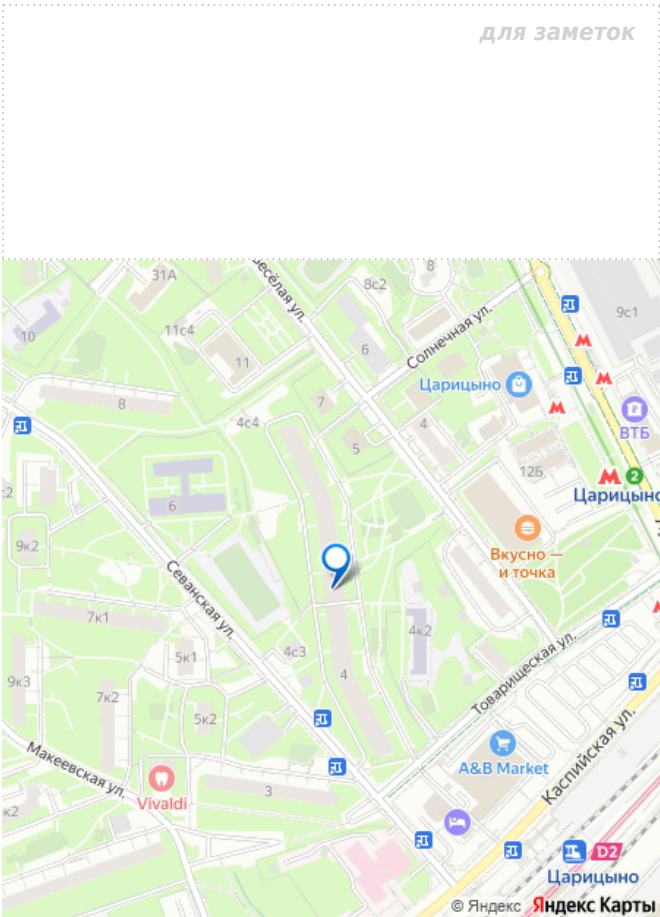 для заметок
Весёлая ул.
31А
8с2
8
9с1
10
11с4
11
6
Солнечная ул.
Царицыно
8
7
4с4
4
5
ВТБ
12Б
2
Царицыно
6
9к2
Вкусно —
и точка
Севанская ул.
7к1
4к2
5к1
4с3
4
9к3
7к2
5к2
Товарищеская ул.
Макеевская ул.
A&B Market
Каспийская ул.
Vivaldi
3
D2
Царицыно
© Яндекс Яндекс Карты